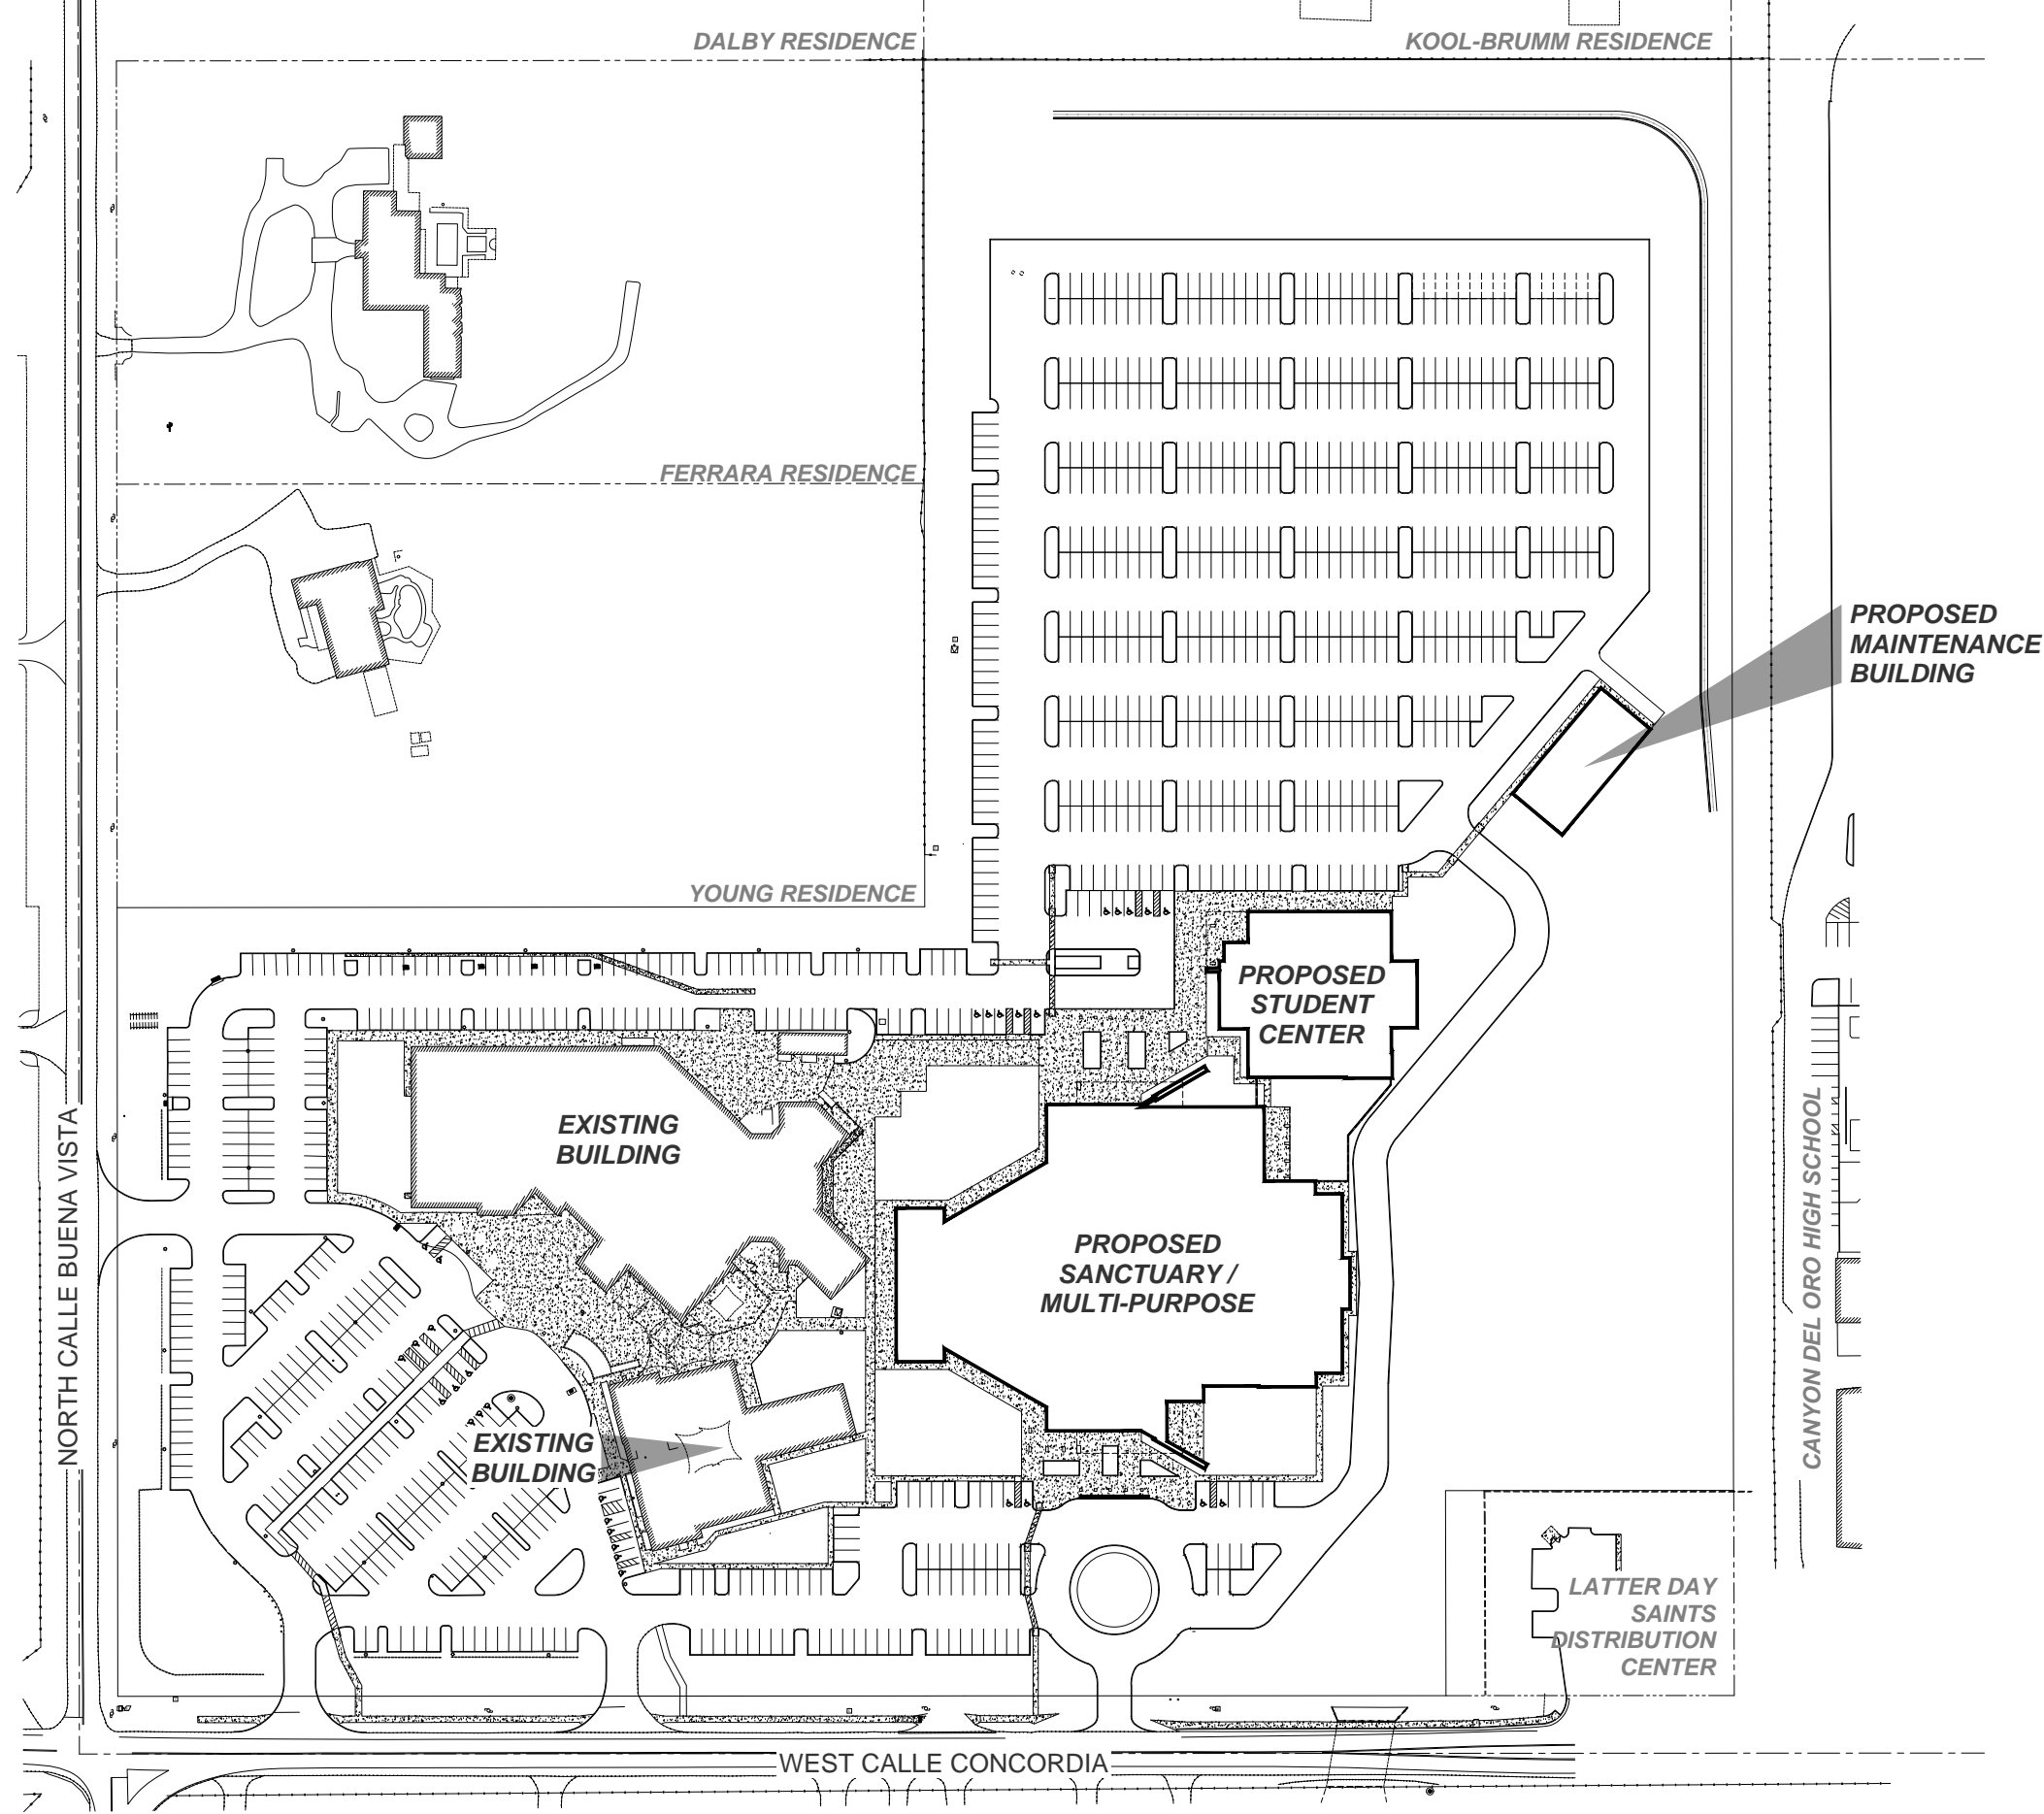 DALBY RESIDENCE
KOOL-BRUMM RESIDENCE
FERRARA RESIDENCE
PROPOSED
MAINTENANCE
BUILDING
YOUNG RESIDENCE
PROPOSED
STUDENT
CENTER
EXISTING
BUILDING
PROPOSED
SANCTUARY /
MULTI-PURPOSE
NORTH CALLE BUENA VISTA
CANYON DEL ORO HIGH SCHOOL
EXISTING
BUILDING
LATTER DAY
SAINTS
DISTRIBUTION
CENTER
WEST CALLE CONCORDIA